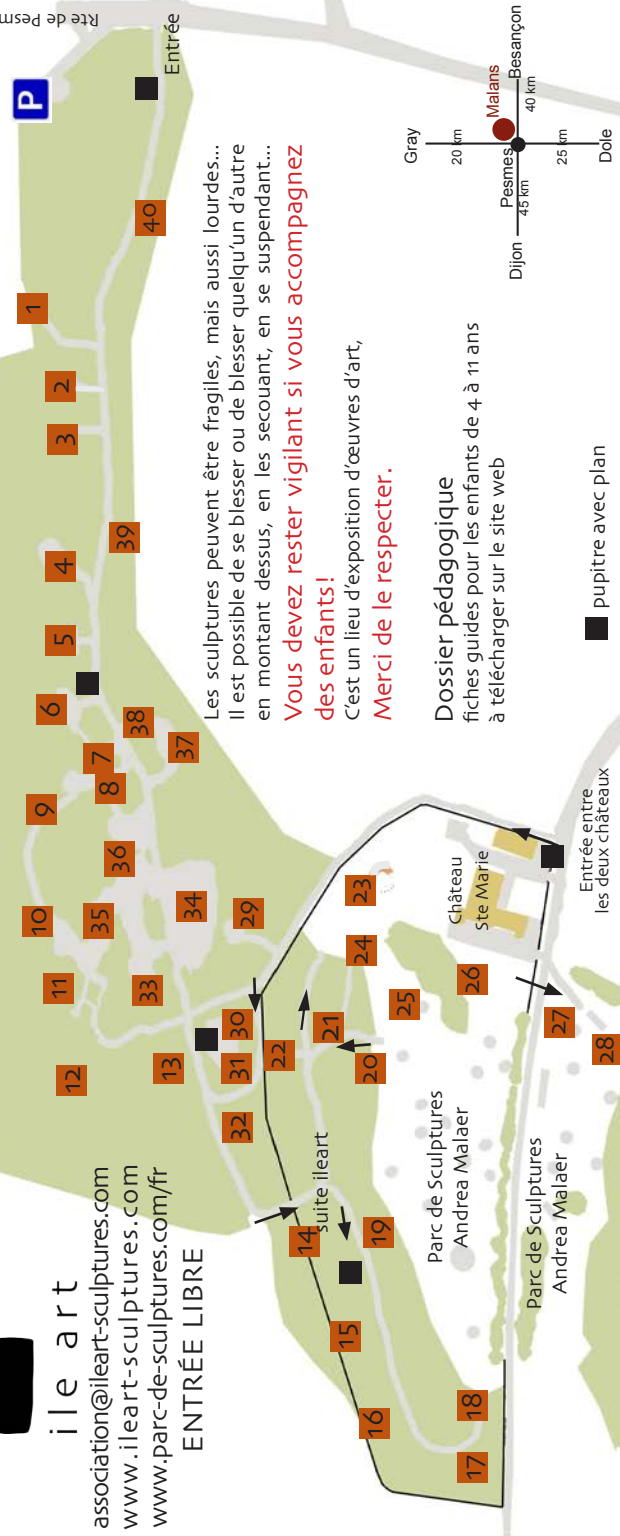 ile art
association@ileart-sculptures.com
www.ileart-sculptures.com
www.parc-de-sculptures.com/fr
ENTRÉE LIBRE
P
Entrée
40
1
2
3
39
4
5
6
38
7
37
8
9
36
10
35
34
33
11
29
12
13
30
31
32
22
21
20
23
24
25
26
27
28
14
suite ileart
19
15
16
18
17
Château
Ste Marie
Entrée entre
les deux châteaux
Parc de Sculptures
Andrea Malaer
Parc de Sculptures
Andrea Malaer
Les sculptures peuvent être fragiles, mais aussi lourdes...
Il est possible de se blesser ou de blesser quelqu'un d'autre
en montant dessus, en les secouant, en se suspendant...
Vous devez rester vigilant si vous accompagnez
des enfants!
C'est un lieu d'exposition d'œuvres d'art,
Merci de le respecter.
Dossier pédagogique
fiches guides pour les enfants de 4 à 11 ans
à télécharger sur le site web
pupitre avec plan
Gray
20 km
Malans
Pesmes
Dijon
45 km
40 km
Besançon
25 km
Dole
Rte de Pesm